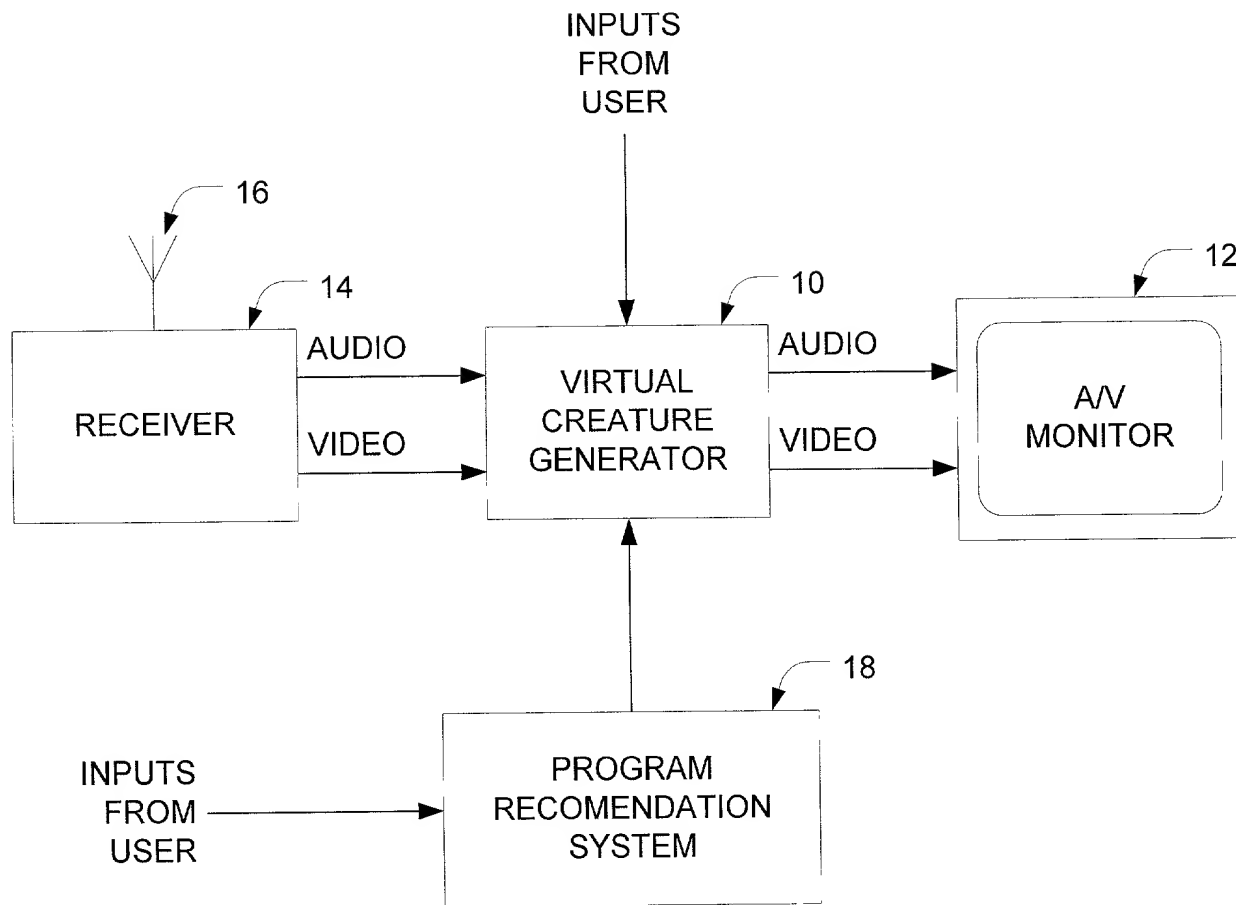 INPUTS
FROM
USER
16
14
10
12
AUDIO
AUDIO
RECEIVER
VIRTUAL
CREATURE
GENERATOR
A/V
MONITOR
VIDEO
VIDEO
18
INPUTS
FROM
USER
PROGRAM
RECOMENDATION
SYSTEM